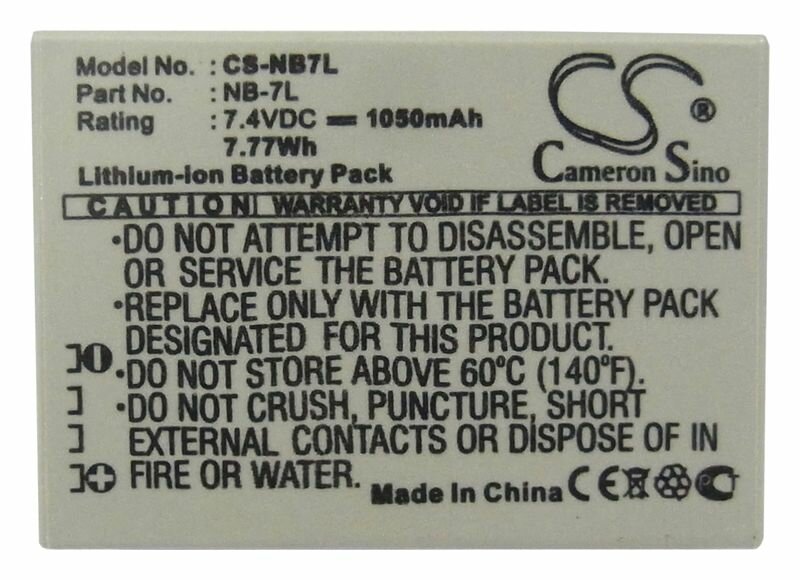 Model No. : CS-NB7L
Part No. : NB-7L
Rating : 7.4VDC ⎓ 1050mAh
7.77Wh
Lithium-ion Battery Pack
CS ®
Cameron Sino
CAUTION! WARRANTY VOID IF LABEL IS REMOVED
•DO NOT ATTEMPT TO DISASSEMBLE, OPEN
OR SERVICE THE BATTERY PACK.
•REPLACE ONLY WITH THE BATTERY PACK
DESIGNATED FOR THIS PRODUCT.
•DO NOT STORE ABOVE 60°C (140°F).
•DO NOT CRUSH, PUNCTURE, SHORT
EXTERNAL CONTACTS OR DISPOSE OF IN
FIRE OR WATER.
Made In China CE